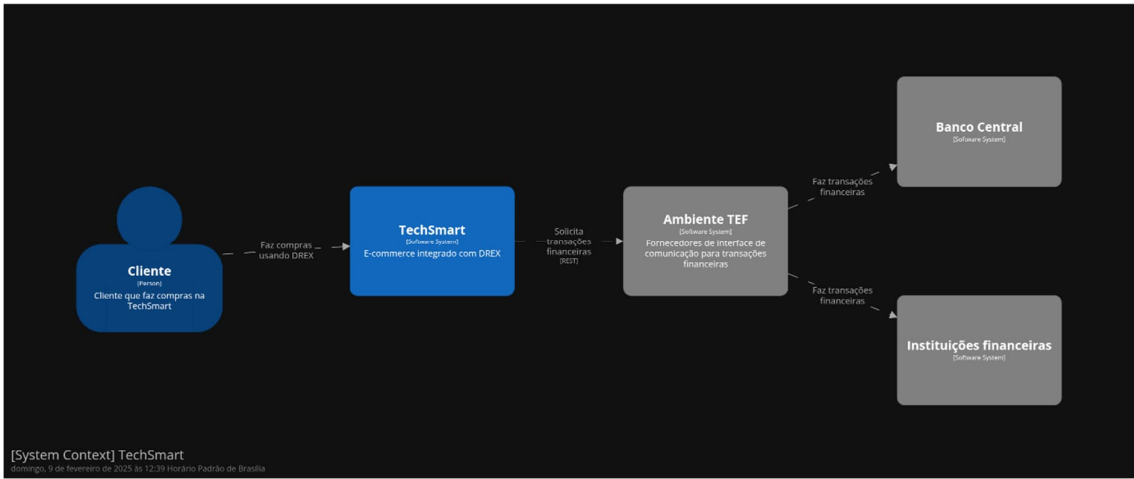 Cliente
[Person]
Cliente que faz compras na
TechSmart
Faz compras
usando DREX
TechSmart
[Software System]
E-commerce integrado com DREX
Solicita
transações
financeiras
[REST]
Ambiente TEF
[Software System]
Fornecedores de interface de
comunicação para transações
financeiras
Faz transações
financeiras
Banco Central
[Software System]
Faz transações
financeiras
Instituições financeiras
[Software System]
[System Context] TechSmart
domingo, 9 de fevereiro de 2025 às 12:39 Horário Padrão de Brasília